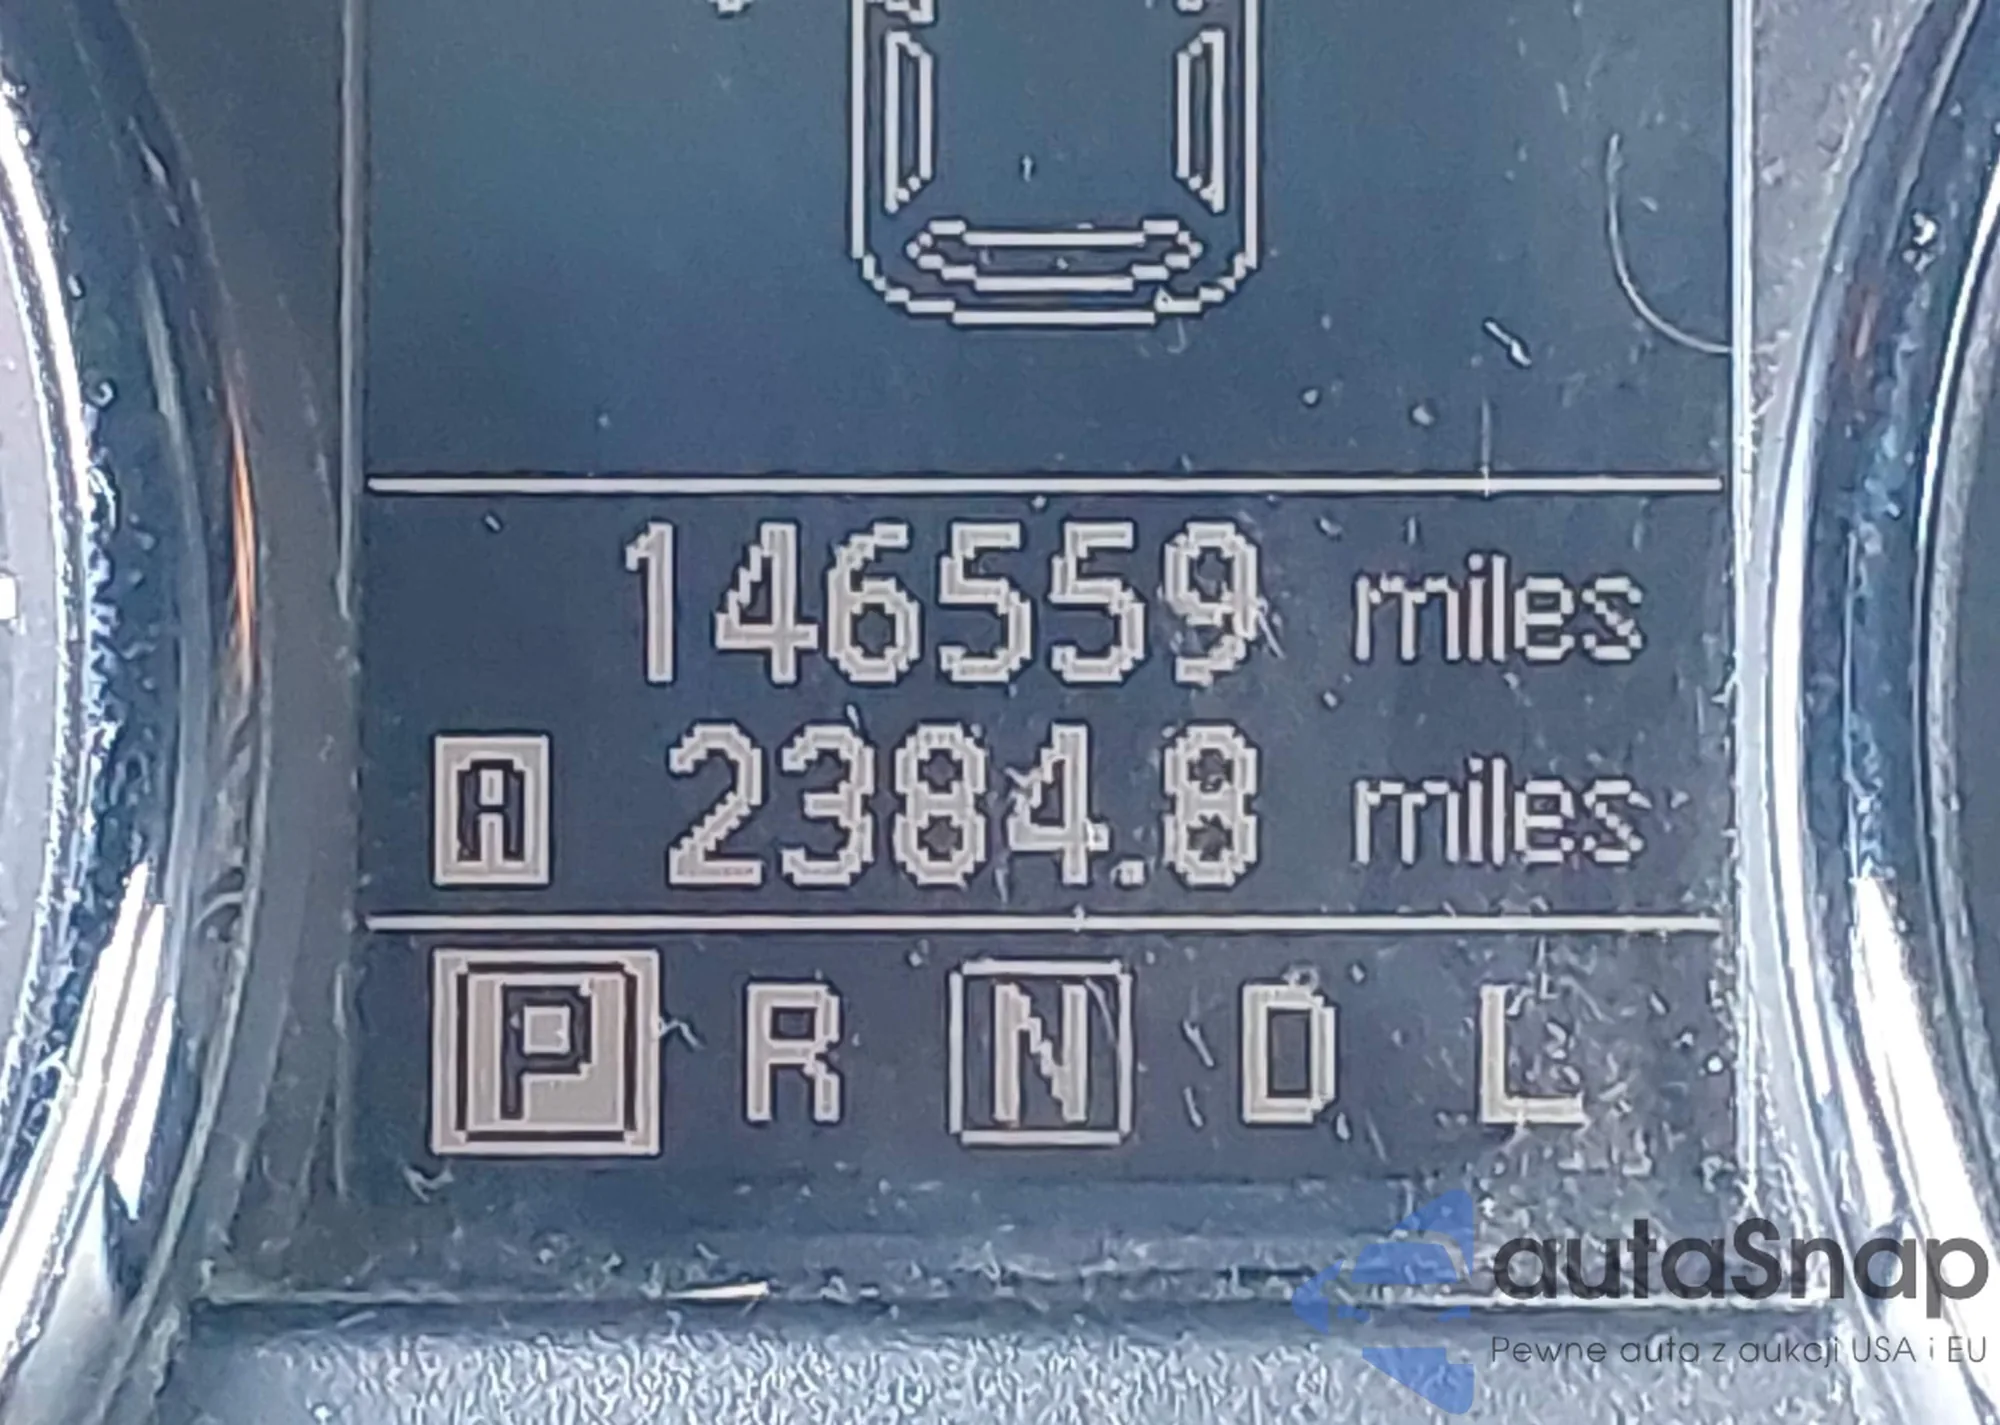 146559 miles
A 2384.8 miles
P R N D L
autaSnap
Pewne auta z aukcji USA i EU